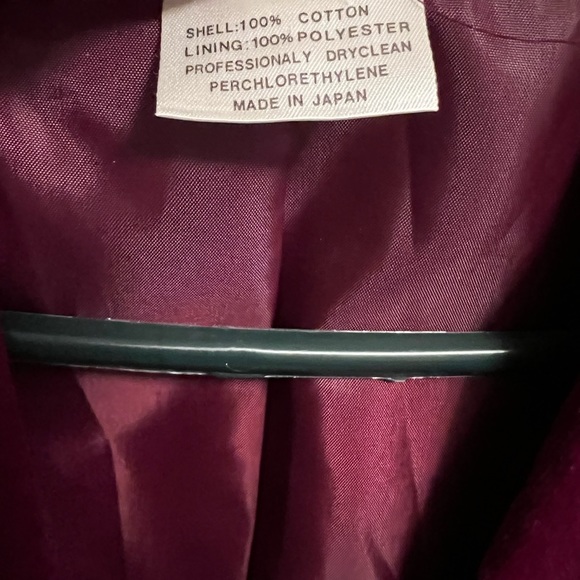 SHELL:100% COTTON
LINING:100%POLYESTER
PROFESSIONALY DRYCLEAN
PERCHLORETHYLENE
MADE IN JAPAN